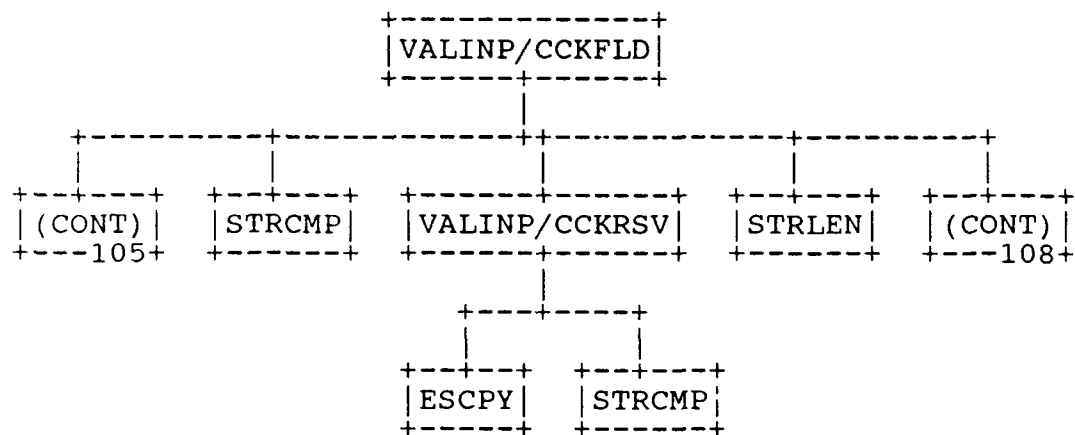 VALINP/CCKFLD
(CONT) STRCMP VALINP/CCKRSV STRLEN (CONT)
105 108
ESCPY STRCMP